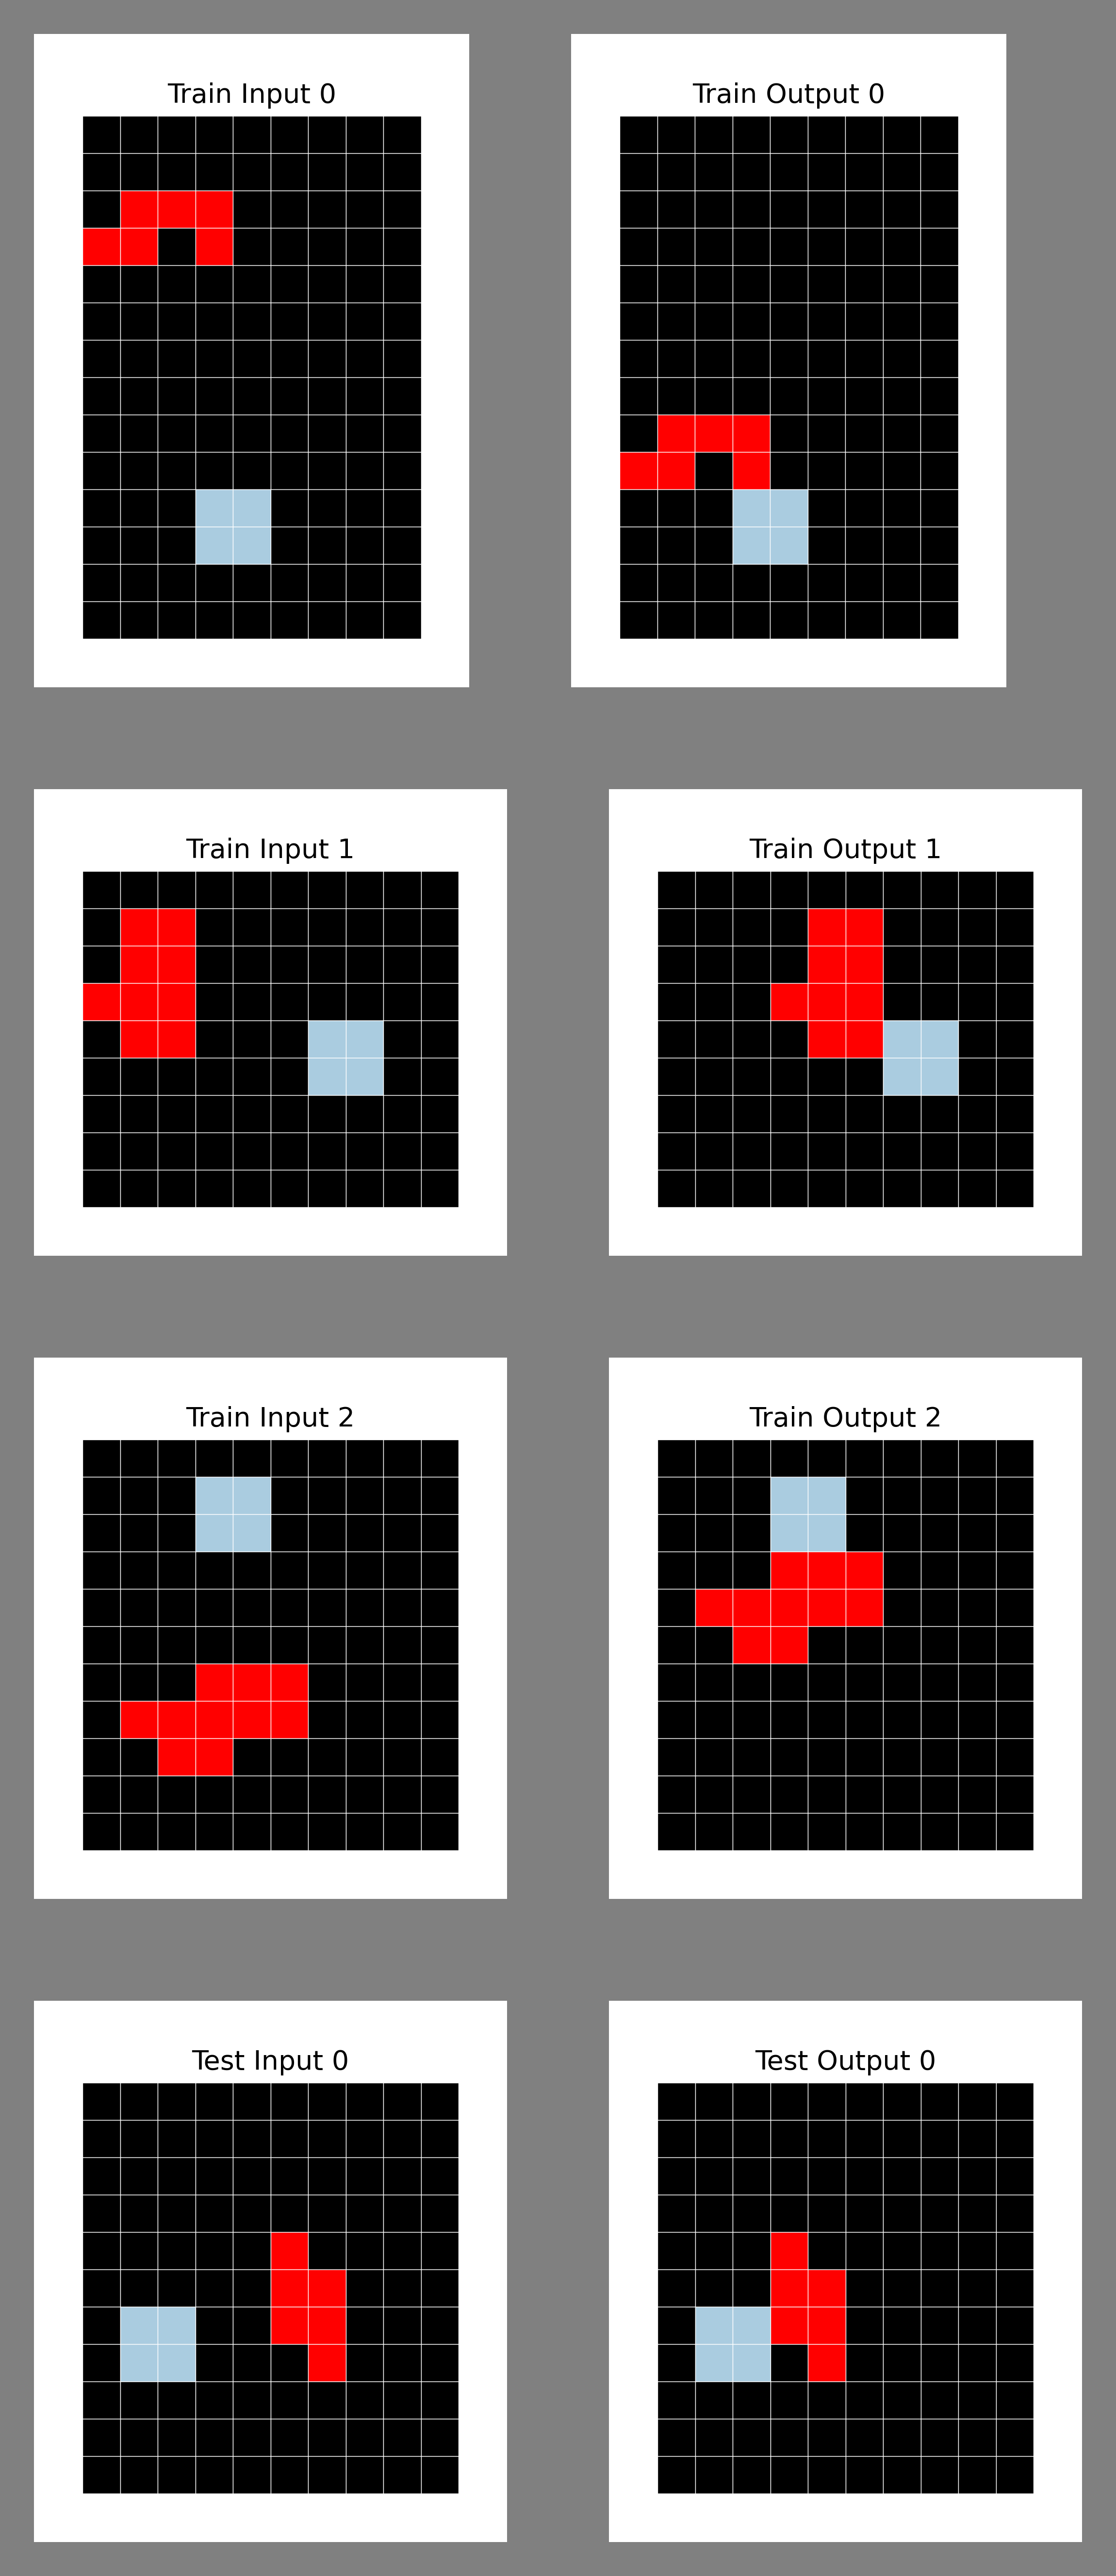 Train Input 0
Train Output 0
Train Input 1
Train Output 1
Train Input 2
Train Output 2
Test Input 0
Test Output 0